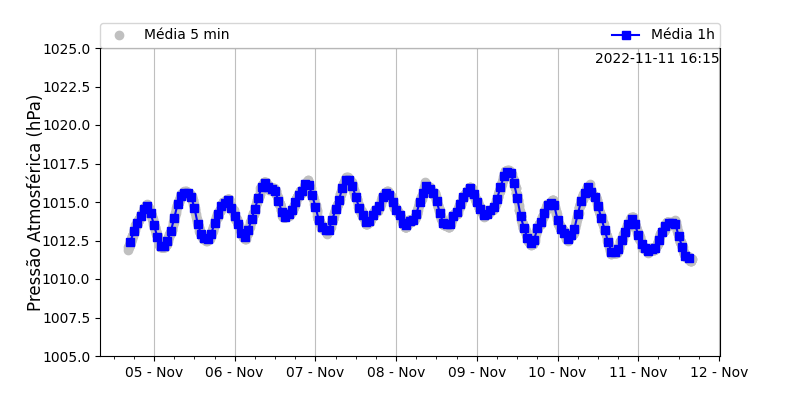 Média 5 min
Média 1h
2022-11-11 16:15
Pressão Atmosférica (hPa)
1025.0
1022.5
1020.0
1017.5
1015.0
1012.5
1010.0
1007.5
1005.0
05 - Nov
06 - Nov
07 - Nov
08 - Nov
09 - Nov
10 - Nov
11 - Nov
12 - Nov